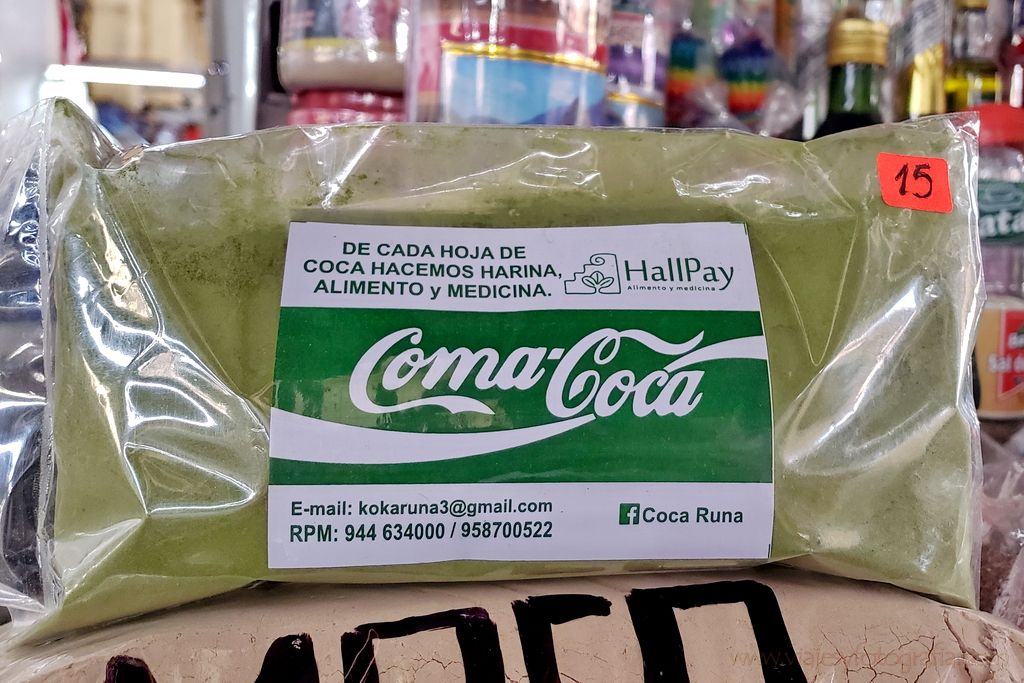 15
DE CADA HOJA DE
COCA HACEMOS HARINA,
ALIMENTO y MEDICINA.
HallPay
Alimento y medicina
Coma-Coca
E-mail: kokaruna3@gmail.com
RPM: 944 634000 / 958700522
Coca Runa